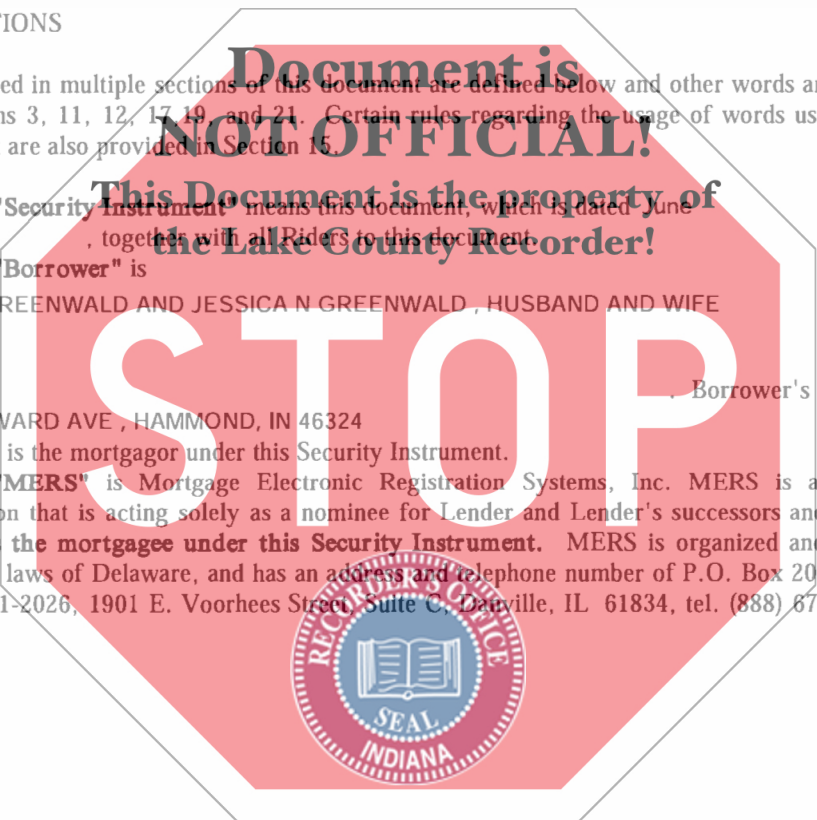 TIONS
Document is
ed in multiple sections of this document are defined below and other words ar
ns 3, 11, 12, 17, 19, and 21. Certain rules regarding the usage of words us
NOT OFFICIAL!
are also provided in Section 15.
This Document is the property of
"Security Instrument" means this document, which is dated June
, together with all Riders to this document.
the Lake County Recorder!
"Borrower" is
REENWALD AND JESSICA N GREENWALD , HUSBAND AND WIFE
STOP
. Borrower's
WARD AVE , HAMMOND, IN 46324
is the mortgagor under this Security Instrument.
"MERS" is Mortgage Electronic Registration Systems, Inc. MERS is a
on that is acting solely as a nominee for Lender and Lender's successors and
the mortgagee under this Security Instrument. MERS is organized and
laws of Delaware, and has an address and telephone number of P.O. Box 20
1-2026, 1901 E. Voorhees Street, Suite C, Danville, IL 61834, tel. (888) 67
RECORDER'S OFFICE
SEAL
INDIANA